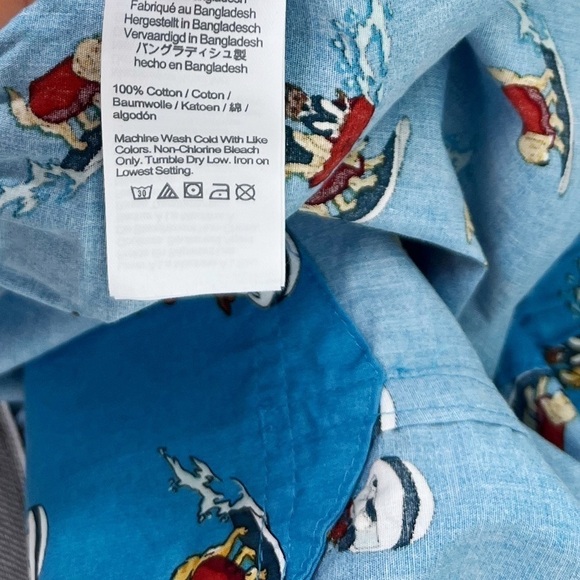 Fabriqué au Bangladesh
Hergestellt in Bangladesch
Vervaardigd in Bangladesh
バングラディシュ製
hecho en Bangladesh
100% Cotton / Coton /
Baumwolle / Katoen / 綿 /
algodón
Machine Wash Cold With Like
Colors. Non-Chlorine Bleach
Only. Tumble Dry Low. Iron on
Lowest Setting.
30